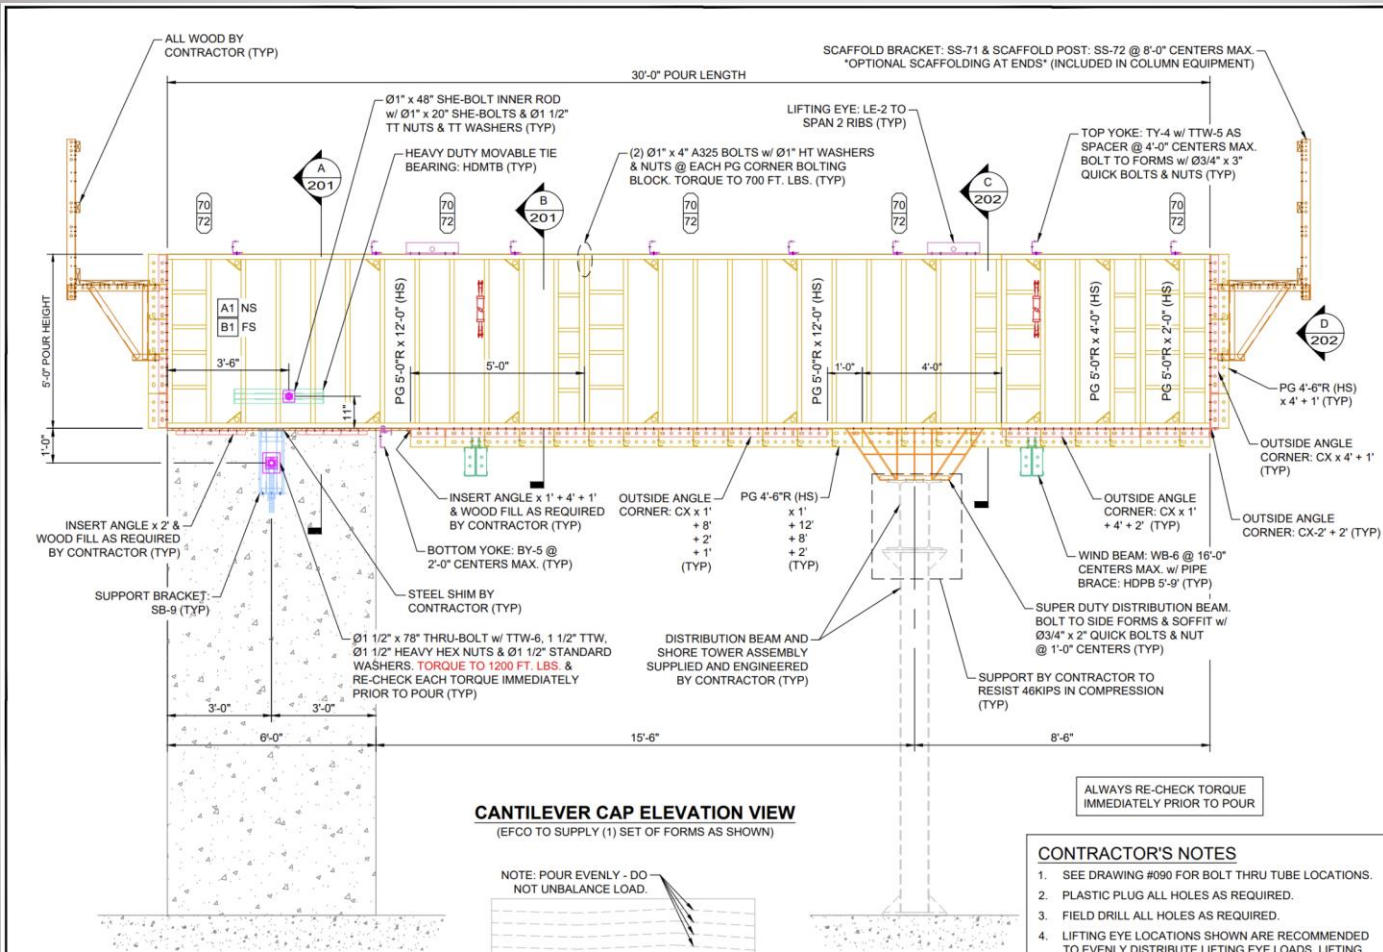 ALL WOOD BY
CONTRACTOR (TYP)
SCAFFOLD BRACKET: SS-71 & SCAFFOLD POST: SS-72 @ 8'-0" CENTERS MAX.
*OPTIONAL SCAFFOLDING AT ENDS* (INCLUDED IN COLUMN EQUIPMENT)
30'-0" POUR LENGTH
Ø1" x 48" SHE-BOLT INNER ROD
w/ Ø1" x 20" SHE-BOLTS & Ø1 1/2"
TT NUTS & TT WASHERS (TYP)
HEAVY DUTY MOVABLE TIE
BEARING: HDMTB (TYP)
LIFTING EYE: LE-2 TO
SPAN 2 RIBS (TYP)
(2) Ø1" x 4" A325 BOLTS w/ Ø1" HT WASHERS
& NUTS @ EACH PG CORNER BOLTING
BLOCK. TORQUE TO 700 FT. LBS. (TYP)
TOP YOKE: TY-4 w/ TTW-5 AS
SPACER @ 4'-0" CENTERS MAX.
BOLT TO FORMS w/ Ø3/4" x 3"
QUICK BOLTS & NUTS (TYP)
A
201
B
201
C
202
D
202
70
72
70
72
70
72
70
72
70
72
5'-0" POUR HEIGHT
A1 NS
B1 FS
3'-6"
11"
1'-0"
PG 5'-0"R x 12'-0" (HS)
5'-0"
PG 5'-0"R x 12'-0" (HS)
1'-0"
4'-0"
PG 5'-0"R x 4'-0" (HS)
PG 5'-0"R x 2'-0" (HS)
PG 4'-6"R (HS)
x 4' + 1' (TYP)
OUTSIDE ANGLE
CORNER: CX x 4' + 1'
(TYP)
OUTSIDE ANGLE
CORNER: CX-2' + 2' (TYP)
INSERT ANGLE x 2' &
WOOD FILL AS REQUIRED
BY CONTRACTOR (TYP)
SUPPORT BRACKET:
SB-9 (TYP)
INSERT ANGLE x 1' + 4' + 1'
& WOOD FILL AS REQUIRED
BY CONTRACTOR (TYP)
BOTTOM YOKE: BY-5 @
2'-0" CENTERS MAX. (TYP)
STEEL SHIM BY
CONTRACTOR (TYP)
Ø1 1/2" x 78" THRU-BOLT w/ TTW-6, 1 1/2" TTW,
Ø1 1/2" HEAVY HEX NUTS & Ø1 1/2" STANDARD
WASHERS. TORQUE TO 1200 FT. LBS. &
RE-CHECK EACH TORQUE IMMEDIATELY
PRIOR TO POUR (TYP)
OUTSIDE ANGLE
CORNER: CX x 1'
+ 8'
+ 2'
+ 1'
(TYP)
PG 4'-6"R (HS)
x 1'
+ 12'
+ 8'
+ 2'
(TYP)
OUTSIDE ANGLE
CORNER: CX x 1'
+ 4' + 2' (TYP)
WIND BEAM: WB-6 @ 16'-0"
CENTERS MAX. w/ PIPE
BRACE: HDPB 5'-9' (TYP)
SUPER DUTY DISTRIBUTION BEAM.
BOLT TO SIDE FORMS & SOFFIT w/
Ø3/4" x 2" QUICK BOLTS & NUT
@ 1'-0" CENTERS (TYP)
DISTRIBUTION BEAM AND
SHORE TOWER ASSEMBLY
SUPPLIED AND ENGINEERED
BY CONTRACTOR (TYP)
SUPPORT BY CONTRACTOR TO
RESIST 46KIPS IN COMPRESSION
(TYP)
3'-0"
3'-0"
6'-0"
15'-6"
8'-6"
CANTILEVER CAP ELEVATION VIEW
(EFCO TO SUPPLY (1) SET OF FORMS AS SHOWN)
NOTE: POUR EVENLY - DO
NOT UNBALANCE LOAD.
ALWAYS RE-CHECK TORQUE
IMMEDIATELY PRIOR TO POUR
CONTRACTOR'S NOTES
1. SEE DRAWING #090 FOR BOLT THRU TUBE LOCATIONS.
2. PLASTIC PLUG ALL HOLES AS REQUIRED.
3. FIELD DRILL ALL HOLES AS REQUIRED.
4. LIFTING EYE LOCATIONS SHOWN ARE RECOMMENDED
TO EVENLY DISTRIBUTE LIFTING EYE LOADS. LIFTING